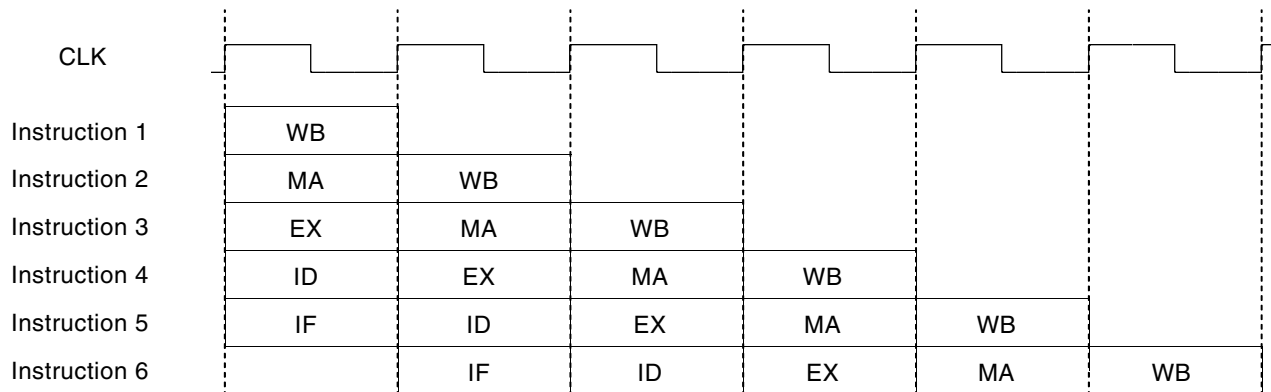 CLK
Instruction 1 WB
Instruction 2 MA WB
Instruction 3 EX MA WB
Instruction 4 ID EX MA WB
Instruction 5 IF ID EX MA WB
Instruction 6 IF ID EX MA WB